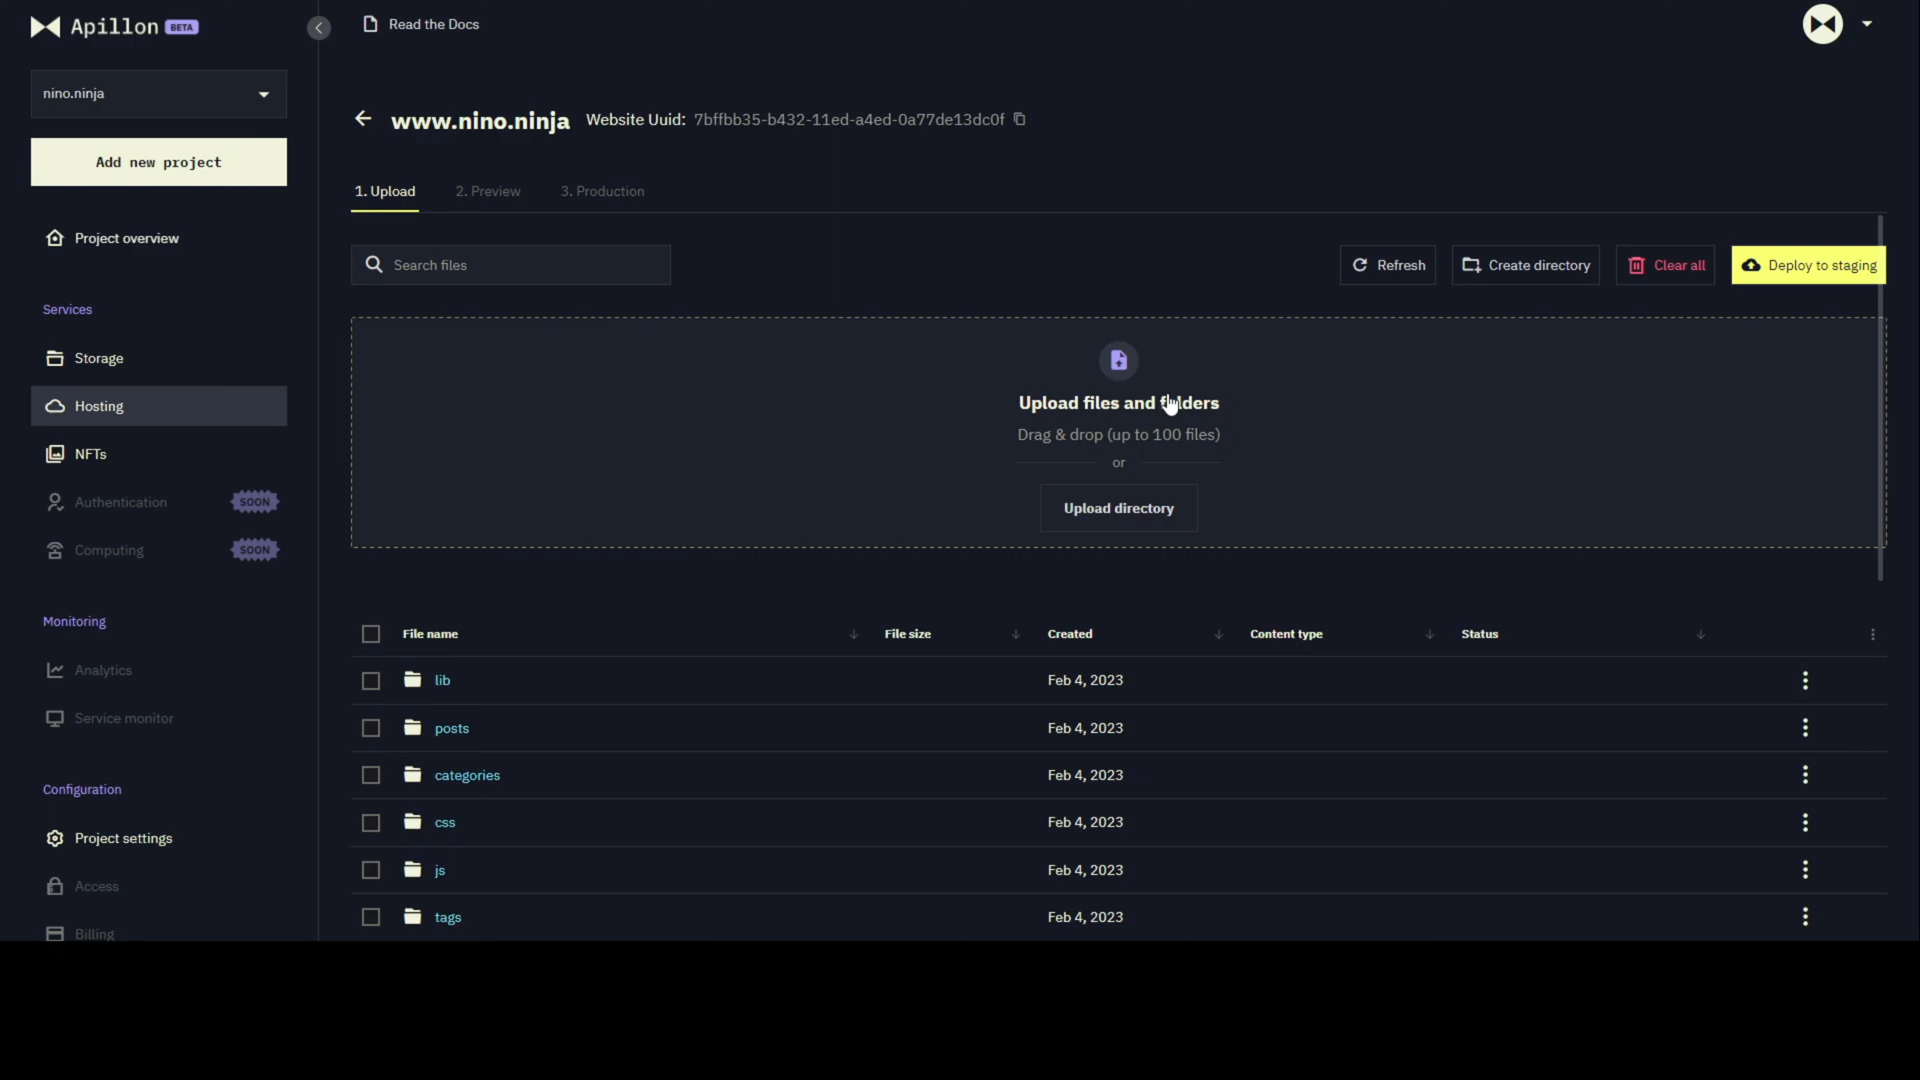 Apillon BETA
Read the Docs
nino.ninja
Add new project
Project overview
Services
Storage
Hosting
NFTs
Authentication SOON
Computing SOON
Monitoring
Analytics
Service monitor
Configuration
Project settings
Access
Billing
www.nino.ninja Website Uuid: 7bffbb35-b432-11ed-a4ed-0a77de13dc0f
1. Upload 2. Preview 3. Production
Search files
Refresh Create directory Clear all Deploy to staging
Upload files and folders
Drag & drop (up to 100 files)
or
Upload directory
File name File size Created Content type Status
lib Feb 4, 2023
posts Feb 4, 2023
categories Feb 4, 2023
css Feb 4, 2023
js Feb 4, 2023
tags Feb 4, 2023